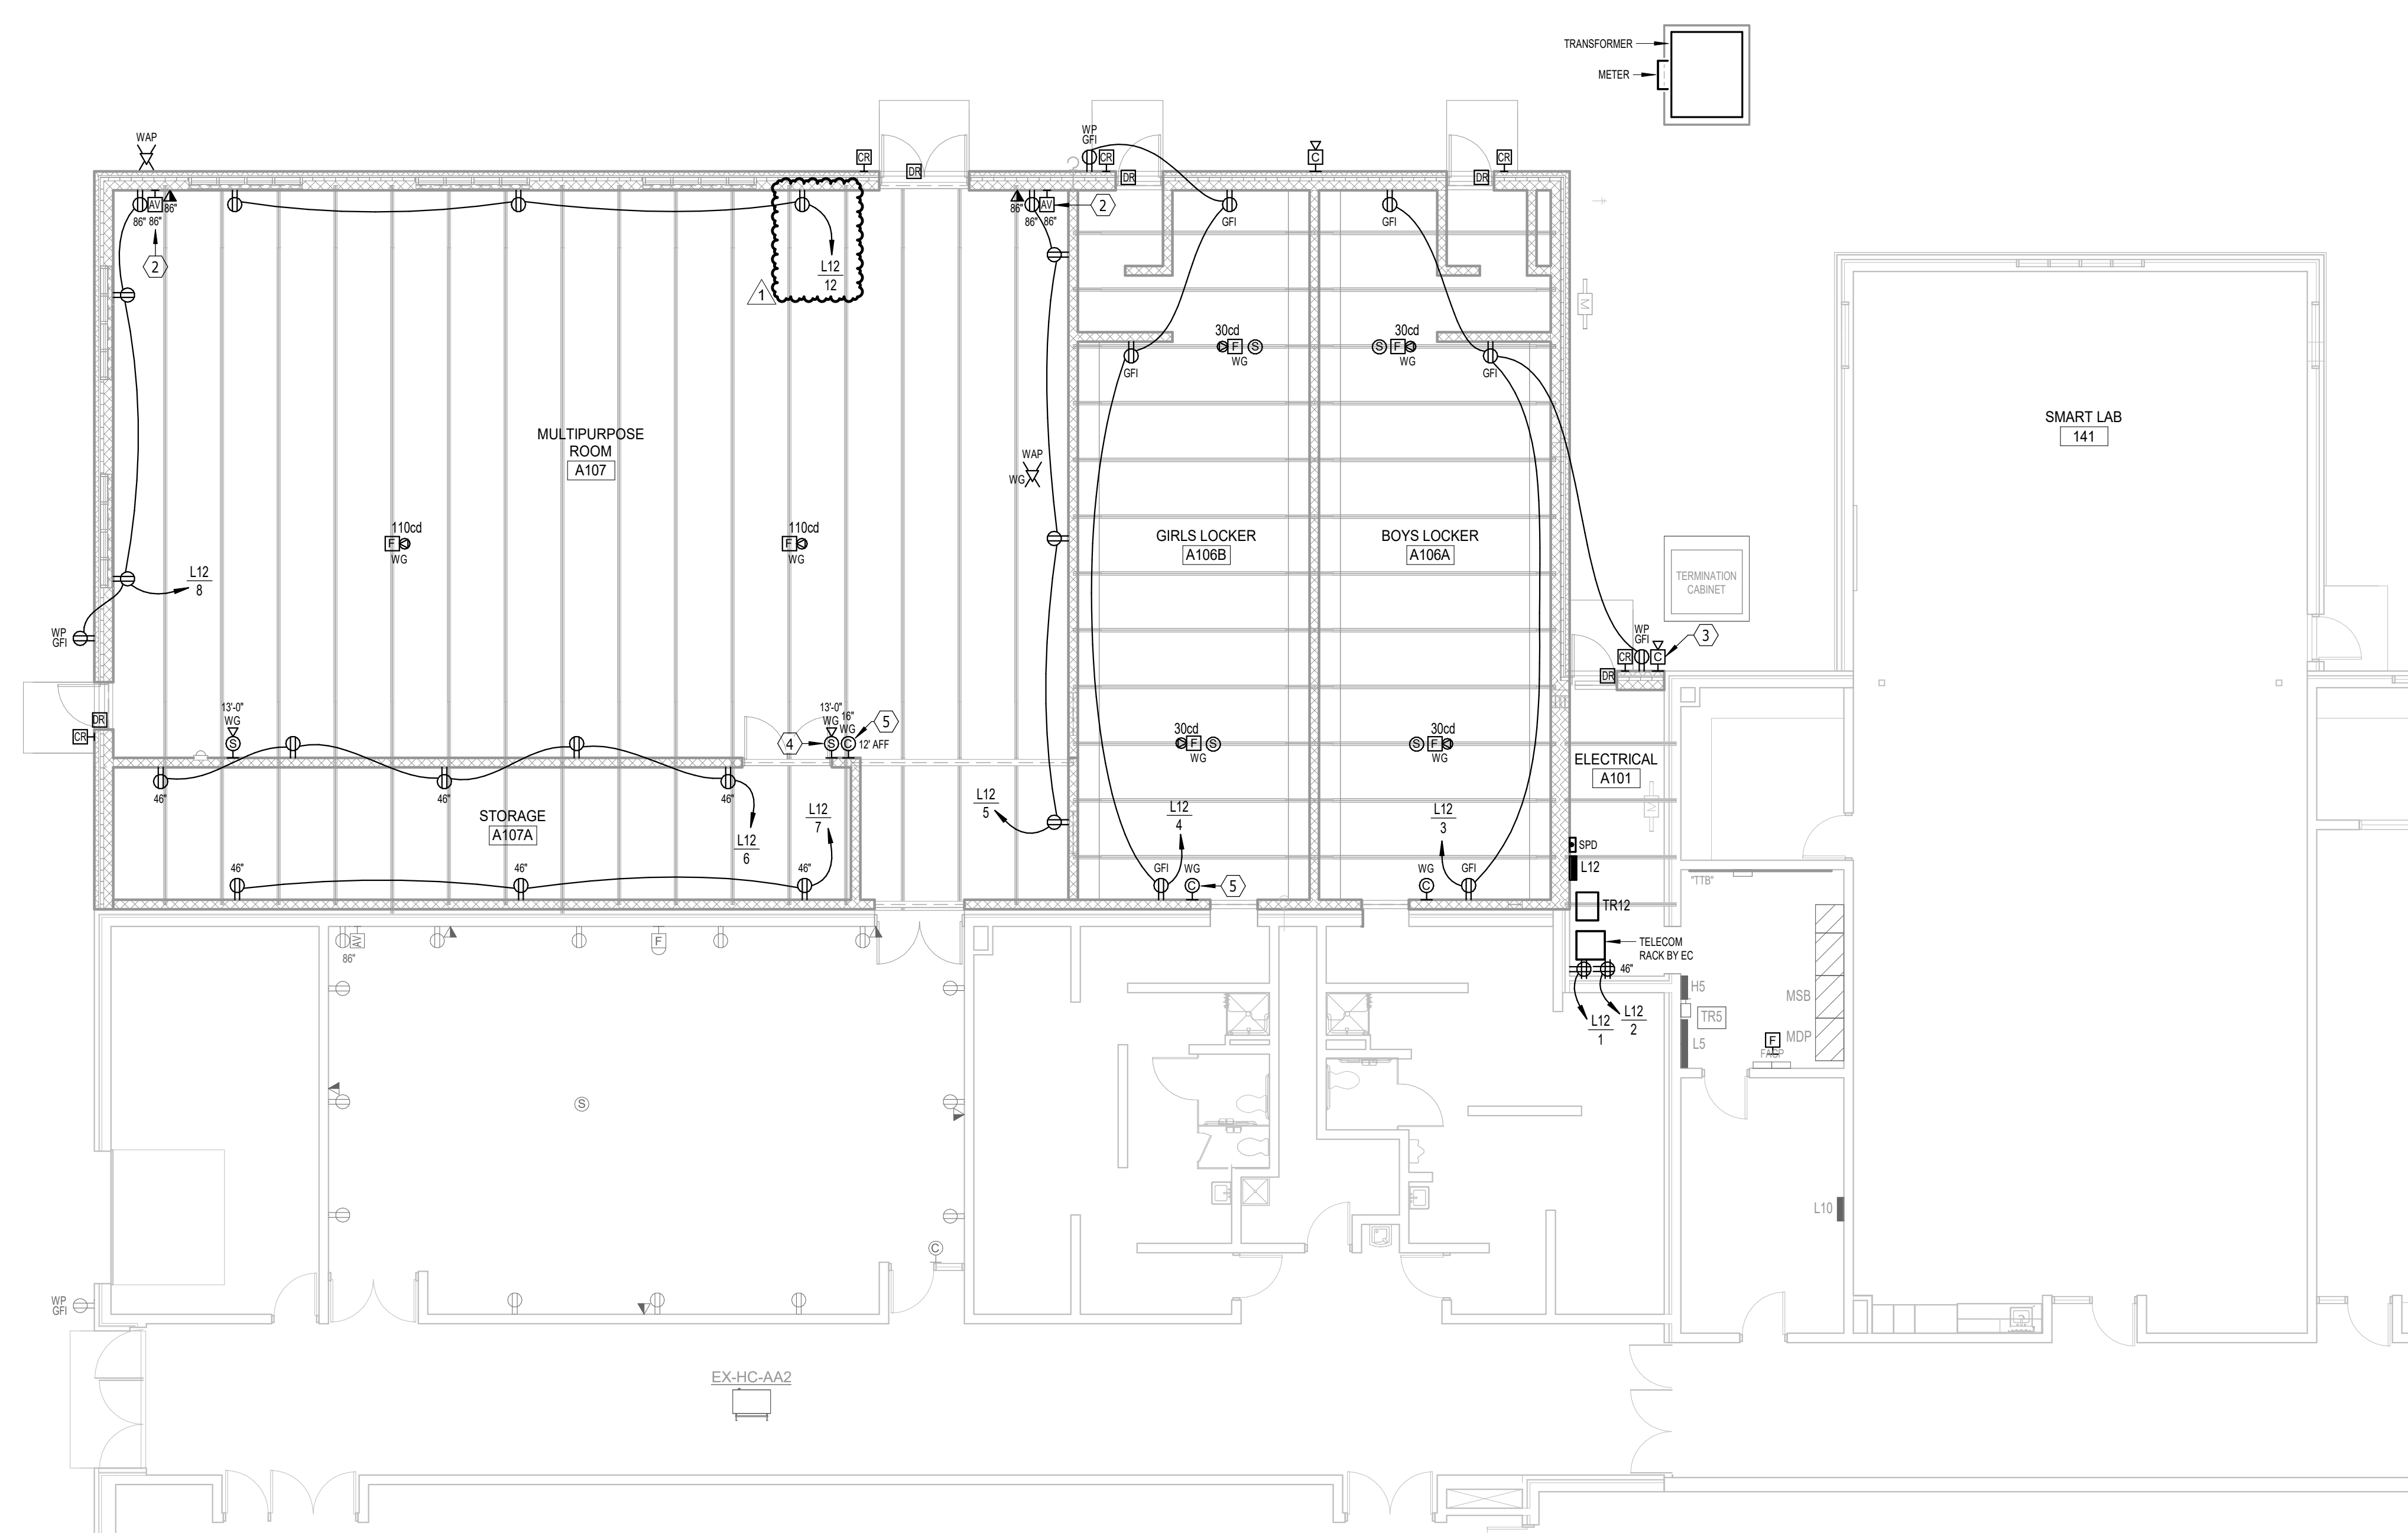 TRANSFORMER
METER
WAP
CR
DR
WP
GFI
CR
DR
C
CR
DR
86"
AV
86"
86"
2
L12
12
1
86"
86"
AV
86"
2
GFI
GFI
30cd
F
S
WG
GFI
30cd
S
F
WG
GFI
M
MULTIPURPOSE
ROOM
A107
WAP
WG
SMART LAB
141
110cd
F
WG
110cd
F
WG
GIRLS LOCKER
A106B
BOYS LOCKER
A106A
TERMINATION
CABINET
L12
8
WP
GFI
WP
GFI
CR
C
3
DR
DR
CR
13'-0"
WG
S
13'-0"
WG
S
4
16"
WG
C
12' AFF
5
30cd
F
S
WG
30cd
S
F
WG
ELECTRICAL
A101
M
46"
46"
46"
STORAGE
A107A
L12
6
L12
7
L12
5
L12
4
L12
3
46"
46"
46"
GFI
WG
C
5
WG
C
GFI
SPD
L12
TR12
TELECOM
RACK BY EC
46"
L12
1
L12
2
"TTB"
H5
TR5
L5
MSB
MDP
F
FACP
L10
AV
86"
F
S
C
WP
GFI
EX-HC-AA2